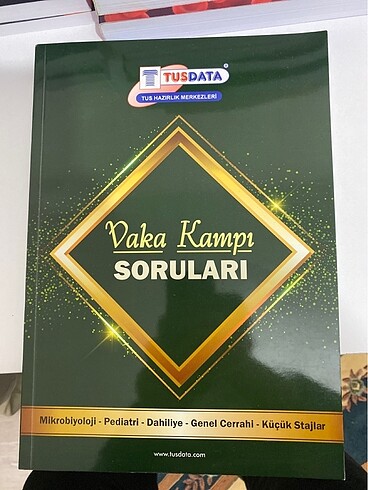 TUSDATA
TUS HAZIRLIK MERKEZLERİ
Vaka Kampı
SORULARI
Mikrobiyoloji - Pediatri - Dahiliye - Genel Cerrahi - Küçük Stajlar
www.tusdata.com